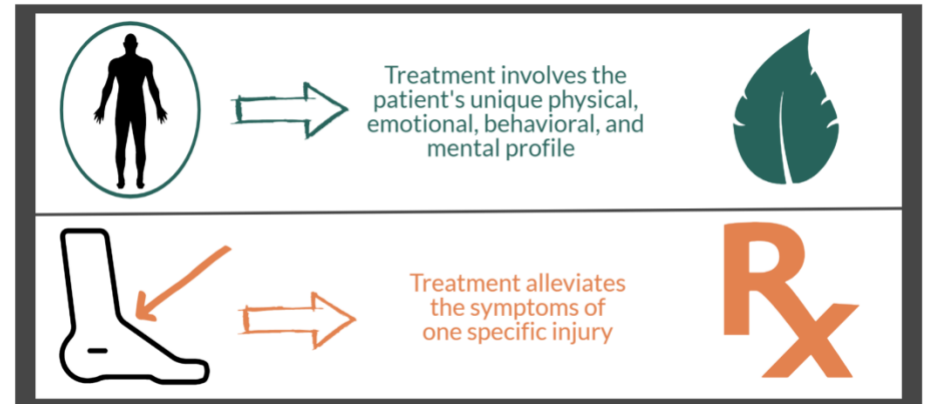 Treatment involves the
patient's unique physical,
emotional, behavioral, and
mental profile
Treatment alleviates
the symptoms of
one specific injury
Rx